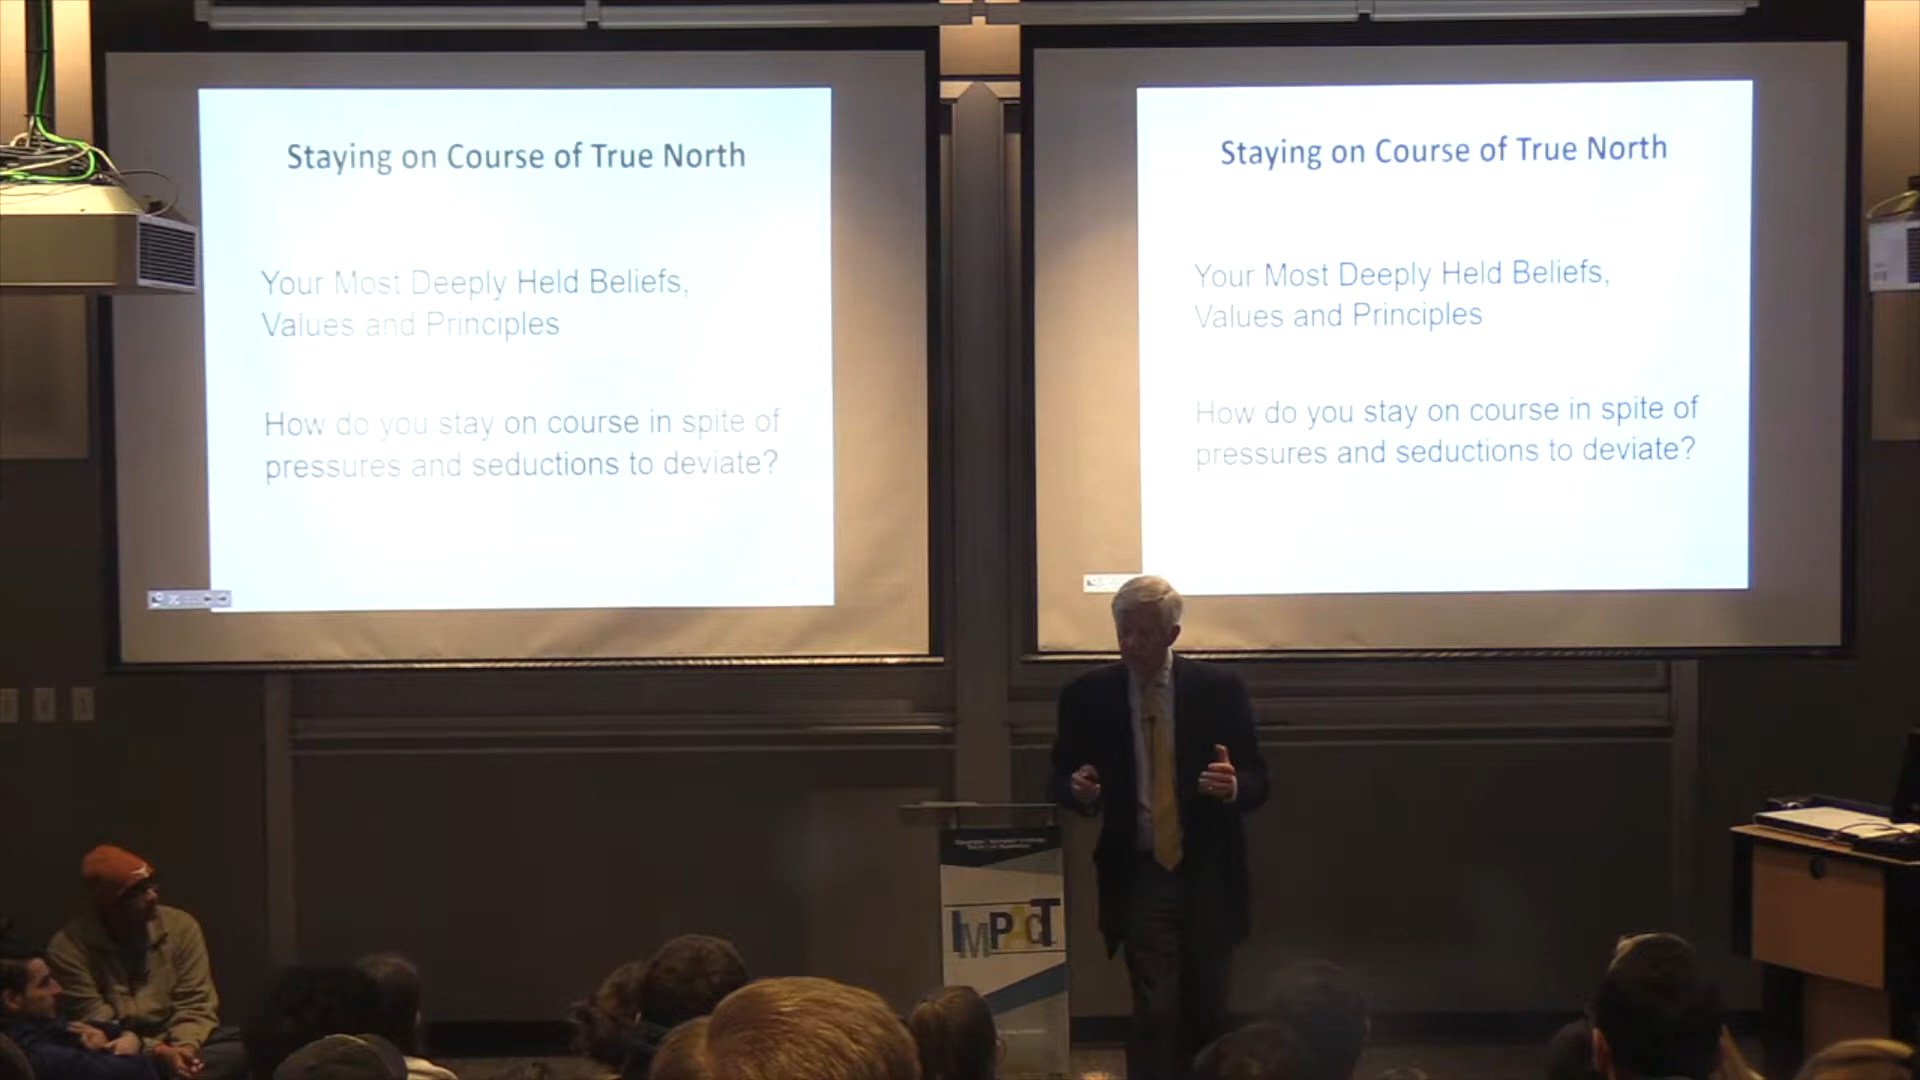 Staying on Course of True North
Your Most Deeply Held Beliefs,
Values and Principles
How do you stay on course in spite of
pressures and seductions to deviate?
Staying on Course of True North
Your Most Deeply Held Beliefs,
Values and Principles
How do you stay on course in spite of
pressures and seductions to deviate?
IMPACT